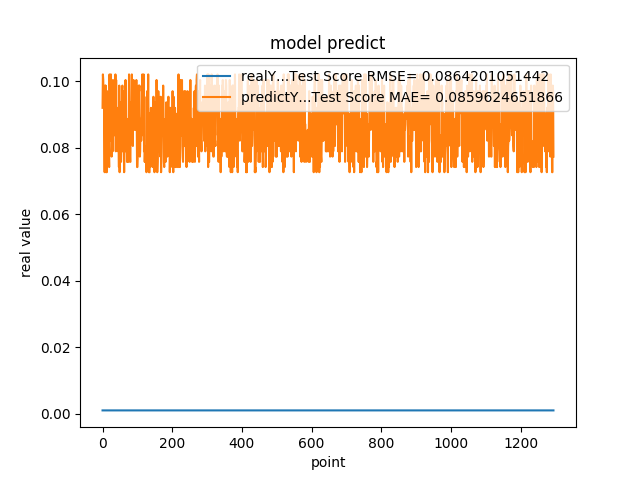 model predict
realY...Test Score RMSE= 0.0864201051442
predictY...Test Score MAE= 0.0859624651866
0.10
0.08
0.06
0.04
0.02
0.00
real value
0 200 400 600 800 1000 1200
point